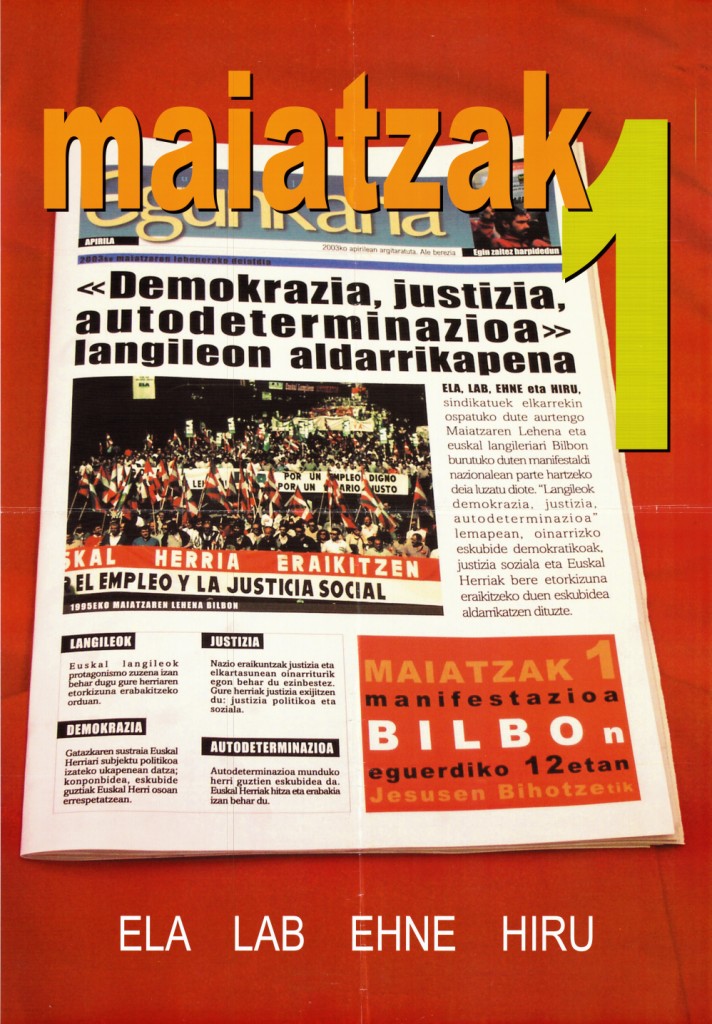 maiatzak 1
egunkaria
APIRILA
2003ko apirilean argitaratuta. Ale berezia
Egin zaitez harpidedun
2003ko maiatzaren lehenerako deialdia
«Demokrazia, justizia,
autodeterminazioa»
langileon aldarrikapena
ELA, LAB, EHNE eta HIRU,
sindikatuek elkarrekin
ospatuko dute aurtengo
Maiatzaren Lehena eta
euskal langileriari Bilbon
burutuko duten manifestaldi
nazionalean parte hartzeko
deia luzatu diote. "Langileok
demokrazia, justizia,
autodeterminazioa"
lemapean, oinarrizko
eskubide demokratikoak,
justizia soziala eta Euskal
Herriak bere etorkizuna
eraikitzeko duen eskubidea
aldarrikatzen dituzte.
POR UN EMPLEO DIGNO
SKAL HERRIA ERAIKITZEN
R EL EMPLEO Y LA JUSTICIA SOCIAL
1995EKO MAIATZAREN LEHENA BILBON
LANGILEOK
Euskal langileok
protagonismo zuzena izan
behar dugu gure herriaren
etorkizuna erabakitzeko
orduan.
JUSTIZIA
Nazio eraikuntzak justizia eta
elkartasunean oinarriturik
egon behar du ezinbestez.
Gure herriak justizia exijitzen
du: justizia politikoa eta
soziala.
DEMOKRAZIA
Gatazkaren sustraia Euskal
Herriari subjektu politikoa
izateko ukapenean datza;
konponbidea, eskubide
guztiak Euskal Herri osoan
errespetatzean.
AUTODETERMINAZIOA
Autodeterminazioa munduko
herri guztien eskubidea da.
Euskal Herriak hitza eta erabakia
izan behar du.
MAIATZAK 1
manifestazioa
BILBOn
eguerdiko 12etan
Jesusen Bihotzetik
ELA LAB EHNE HIRU